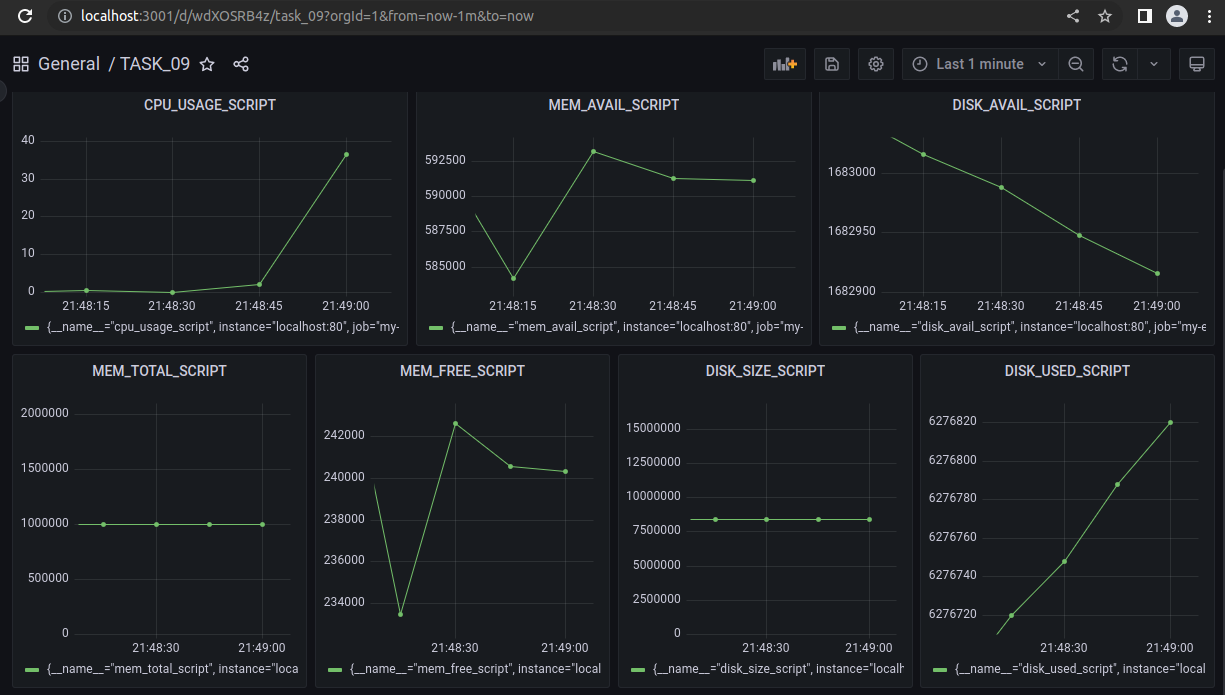 localhost:3001/d/wdXOSRB4z/task_09?orgId=1&from=now-1m&to=now
General / TASK_09
Last 1 minute
CPU_USAGE_SCRIPT
40
30
20
10
0
21:48:15 21:48:30 21:48:45 21:49:00
{__name__="cpu_usage_script", instance="localhost:80", job="my-
MEM_AVAIL_SCRIPT
592500
590000
587500
585000
21:48:15 21:48:30 21:48:45 21:49:00
{__name__="mem_avail_script", instance="localhost:80", job="my-
DISK_AVAIL_SCRIPT
1683000
1682950
1682900
21:48:15 21:48:30 21:48:45 21:49:00
{__name__="disk_avail_script", instance="localhost:80", job="my-e
MEM_TOTAL_SCRIPT
2000000
1500000
1000000
500000
0
21:48:30 21:49:00
{__name__="mem_total_script", instance="loca
MEM_FREE_SCRIPT
242000
240000
238000
236000
234000
21:48:30 21:49:00
{__name__="mem_free_script", instance="local
DISK_SIZE_SCRIPT
15000000
12500000
10000000
7500000
5000000
2500000
0
21:48:30 21:49:00
{__name__="disk_size_script", instance="localh
DISK_USED_SCRIPT
6276820
6276800
6276780
6276760
6276740
6276720
21:48:30 21:49:00
{__name__="disk_used_script", instance="local